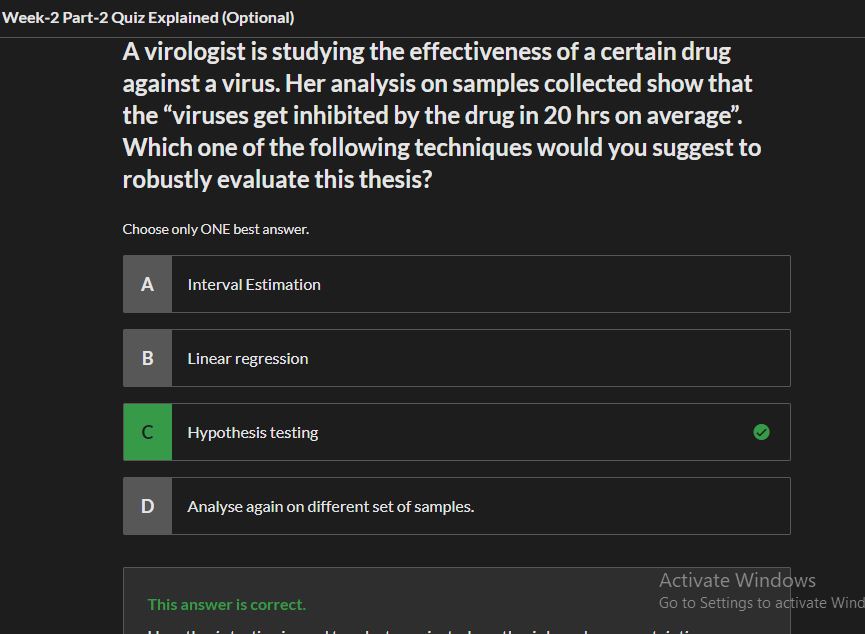 Week-2 Part-2 Quiz Explained (Optional)
A virologist is studying the effectiveness of a certain drug
against a virus. Her analysis on samples collected show that
the “viruses get inhibited by the drug in 20 hrs on average”.
Which one of the following techniques would you suggest to
robustly evaluate this thesis?
Choose only ONE best answer.
A
Interval Estimation
B
Linear regression
C
Hypothesis testing
D
Analyse again on different set of samples.
Activate Windows
Go to Settings to activate Wind
This answer is correct.